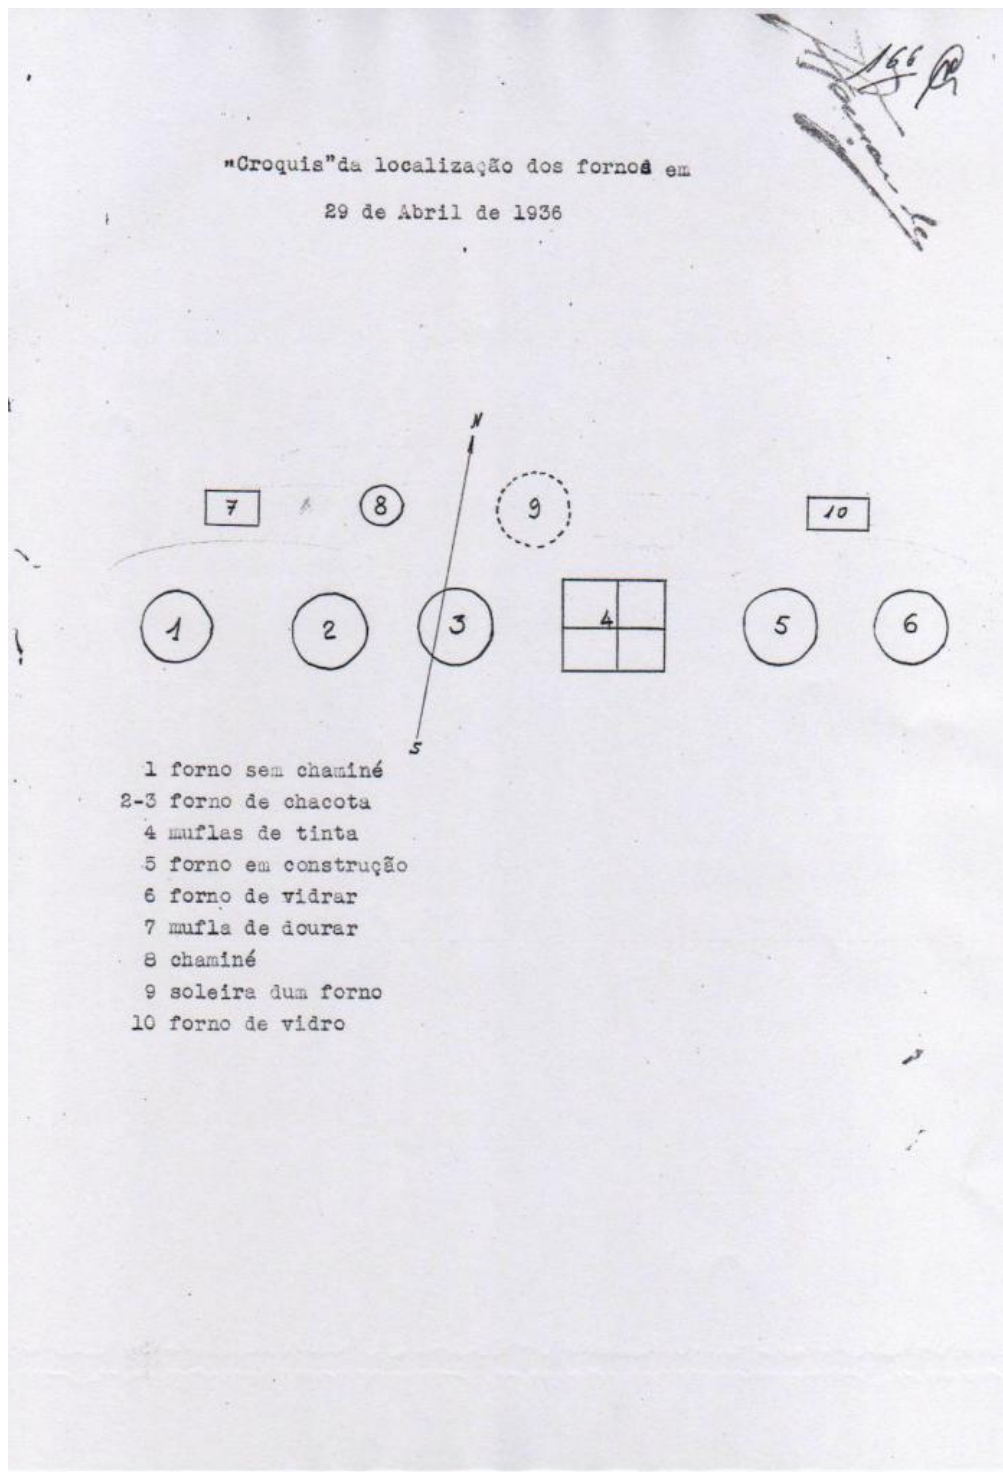 166
"Croquis"da localização dos fornos em
29 de Abril de 1936
N
7 8 9 10
1 2 3 4 5 6
S
1 forno sem chaminé
2-3 forno de chacota
4 muflas de tinta
5 forno em construção
6 forno de vidrar
7 mufla de dourar
8 chaminé
9 soleira dum forno
10 forno de vidro